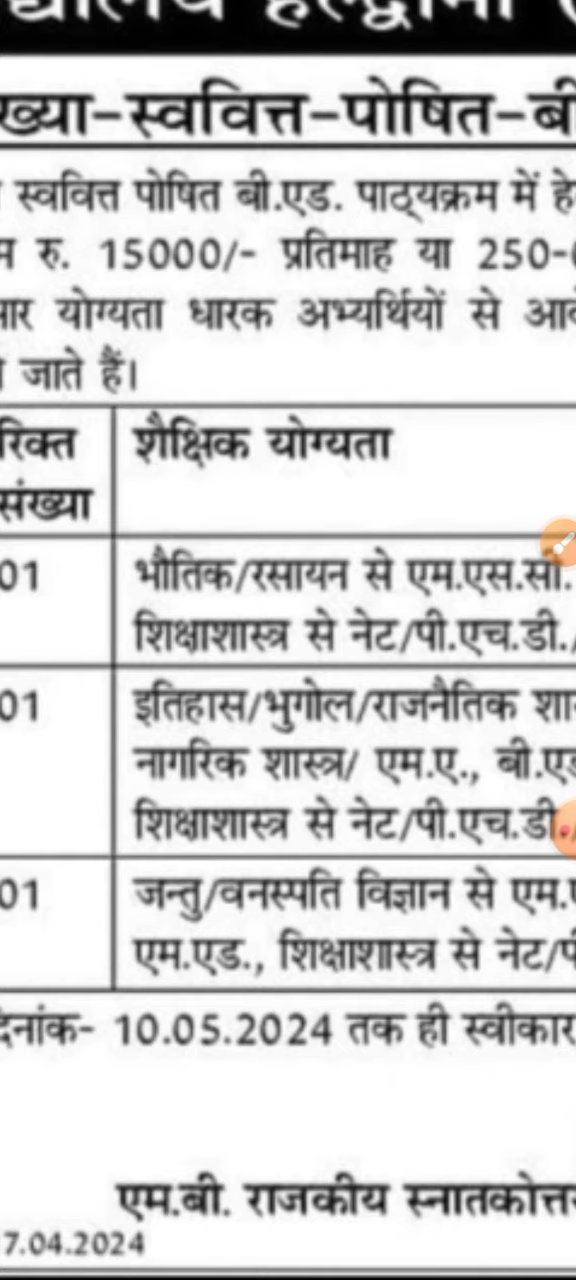 ख्या-स्ववित्त-पोषित-बी
स्ववित्त पोषित बी.एड. पाठ्यक्रम में
रु. 15000/- प्रतिमाह या 250-
योग्यता धारक अभ्यर्थियों से
जाते हैं।
रिक्त
संख्या
शैक्षिक योग्यता
01
भौतिक/रसायन से एम.एस.सी.
शिक्षाशास्त्र से नेट/पी.एच.डी.
01
इतिहास/भुगोल/राजनैतिक
नागरिक शास्त्र/ एम.ए.,
शिक्षाशास्त्र से नेट/पी.एच.डी.
01
जन्तु/वनस्पति विज्ञान से
एम.एड., शिक्षाशास्त्र से
10.05.2024 तक ही
एम.बी. राजकीय
7.04.2024